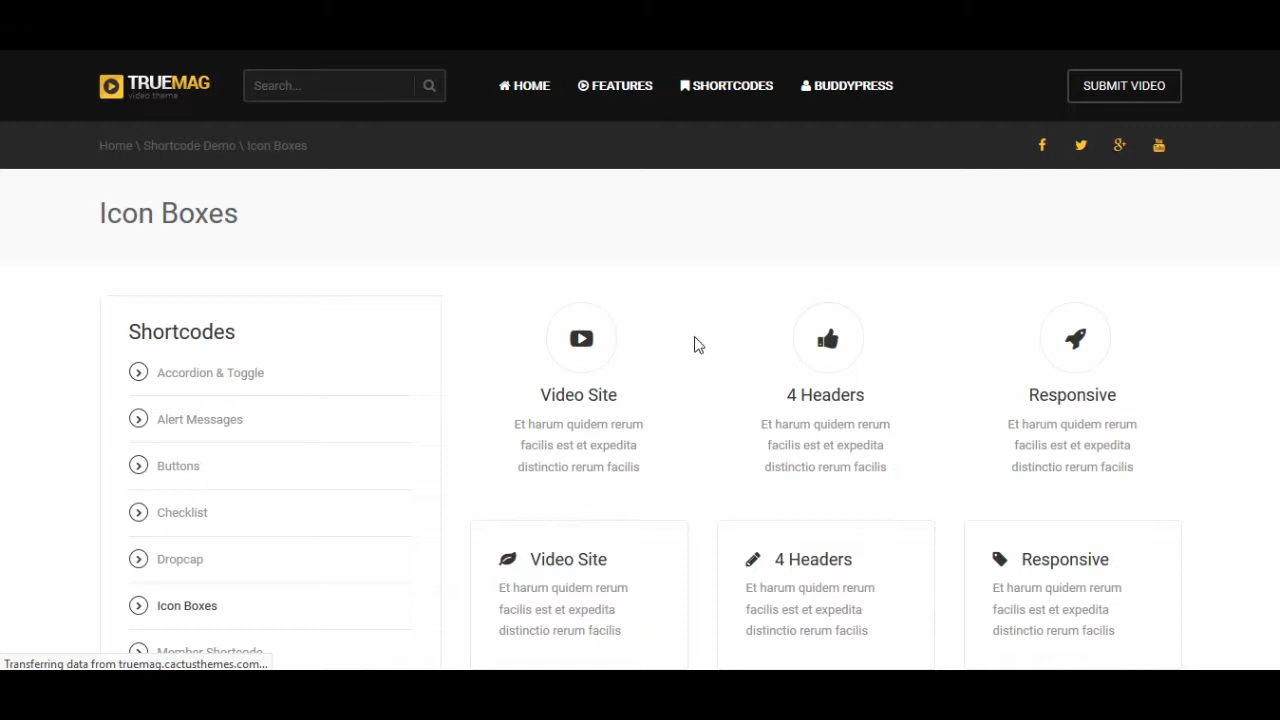 TRUEMAG
video theme
Search...
HOME
FEATURES
SHORTCODES
BUDDYPRESS
SUBMIT VIDEO
Home \ Shortcode Demo \ Icon Boxes
Icon Boxes
Shortcodes
Accordion & Toggle
Alert Messages
Buttons
Checklist
Dropcap
Icon Boxes
Member Shortcode
Video Site
Et harum quidem rerum
facilis est et expedita
distinctio rerum facilis
4 Headers
Et harum quidem rerum
facilis est et expedita
distinctio rerum facilis
Responsive
Et harum quidem rerum
facilis est et expedita
distinctio rerum facilis
Video Site
Et harum quidem rerum
facilis est et expedita
distinctio rerum facilis
4 Headers
Et harum quidem rerum
facilis est et expedita
distinctio rerum facilis
Responsive
Et harum quidem rerum
facilis est et expedita
distinctio rerum facilis
Transferring data from truemag.cactusthemes.com...